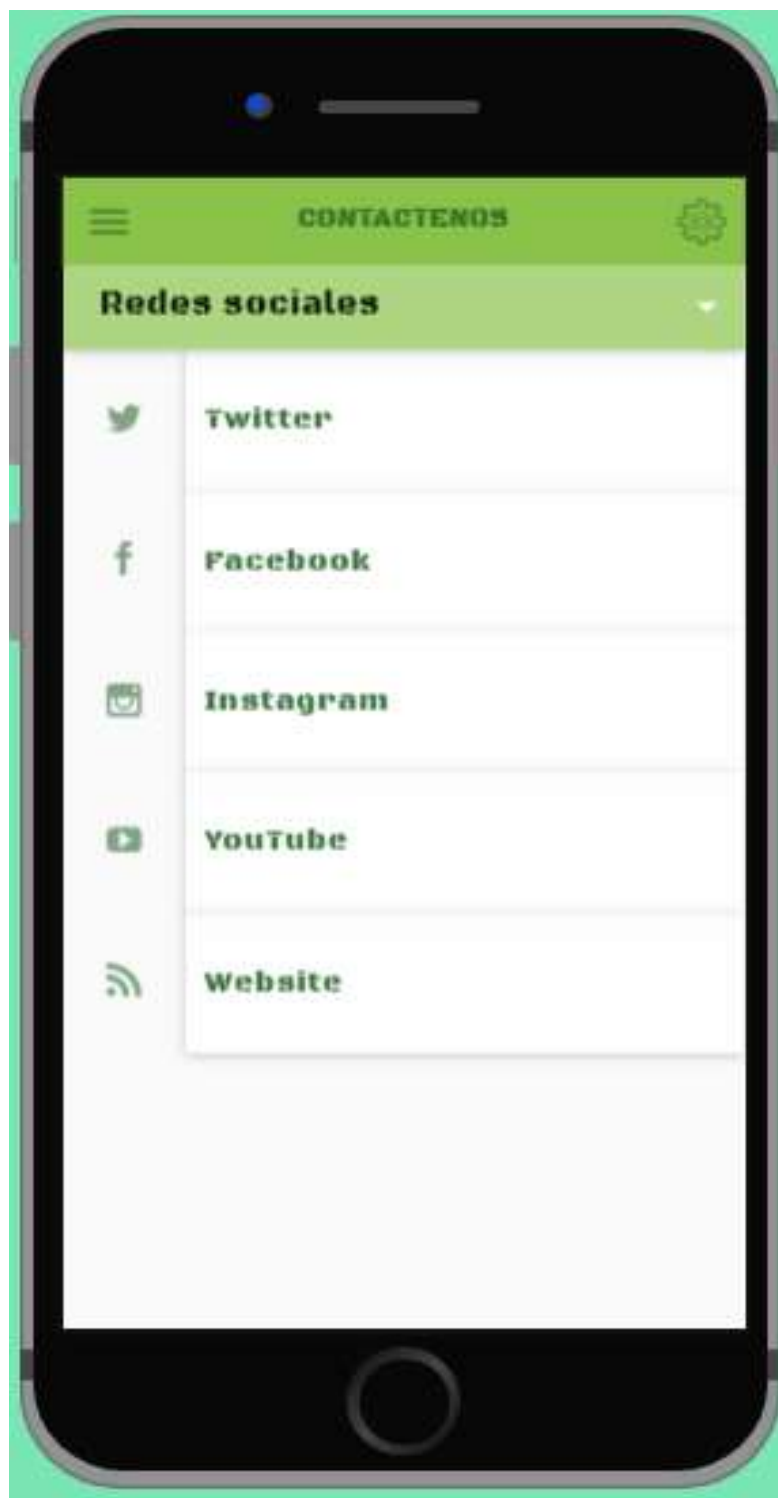 CONTACTENOS
Redes sociales
Twitter
Facebook
Instagram
YouTube
Website